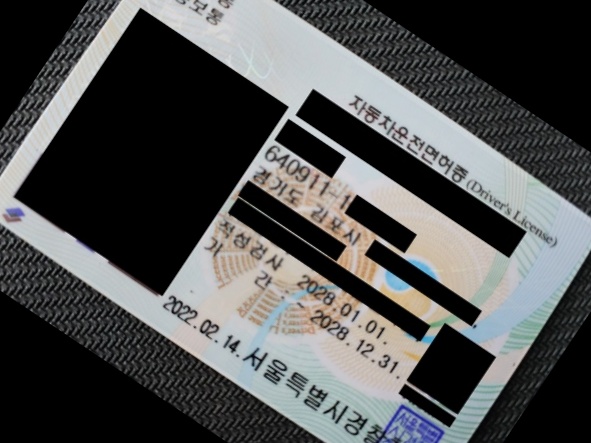 자동차운전면허증 (Driver's License)
640911-1
경기도 김포시
적성검사 2028.01.01.
기 간 2028.12.31.
2022.02.14. 서울특별시경찰